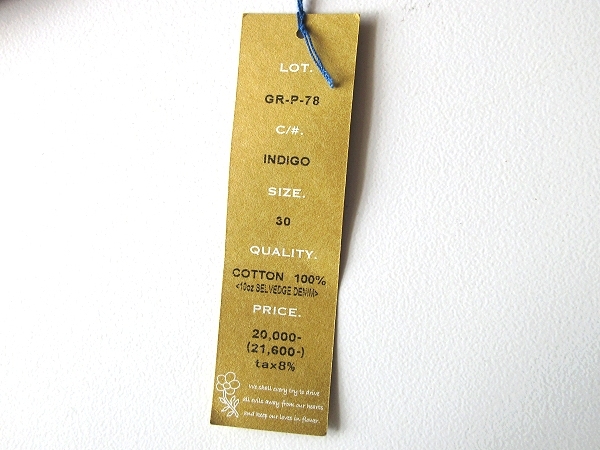 LOT.
GR-P-78
C/#.
INDIGO
SIZE.
30
QUALITY.
COTTON 100%
<10oz SELVEDGE DENIM>
PRICE.
20,000-
(21,600-)
tax8%
We shall every try to drive
all evils away from our hearts
and keep our loves in flower.